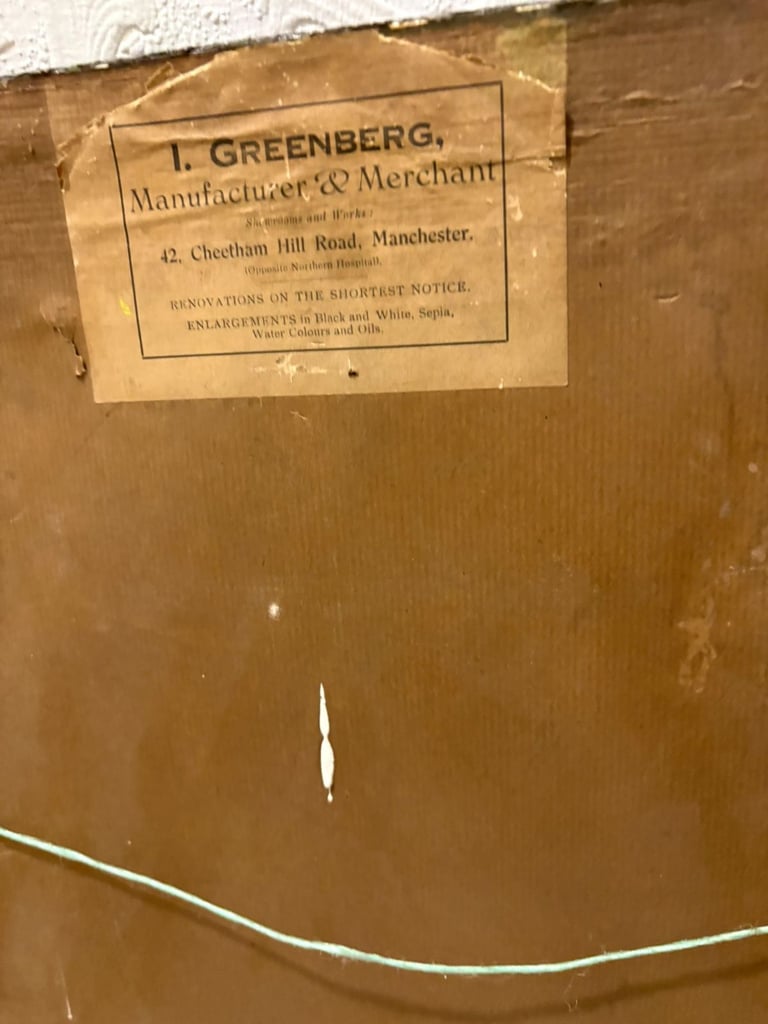 I. GREENBERG,
Manufacturer & Merchant
Showrooms and Works:
42, Cheetham Hill Road, Manchester.
(Opposite Northern Hospital).
RENOVATIONS ON THE SHORTEST NOTICE.
ENLARGEMENTS in Black and White, Sepia,
Water Colours and Oils.